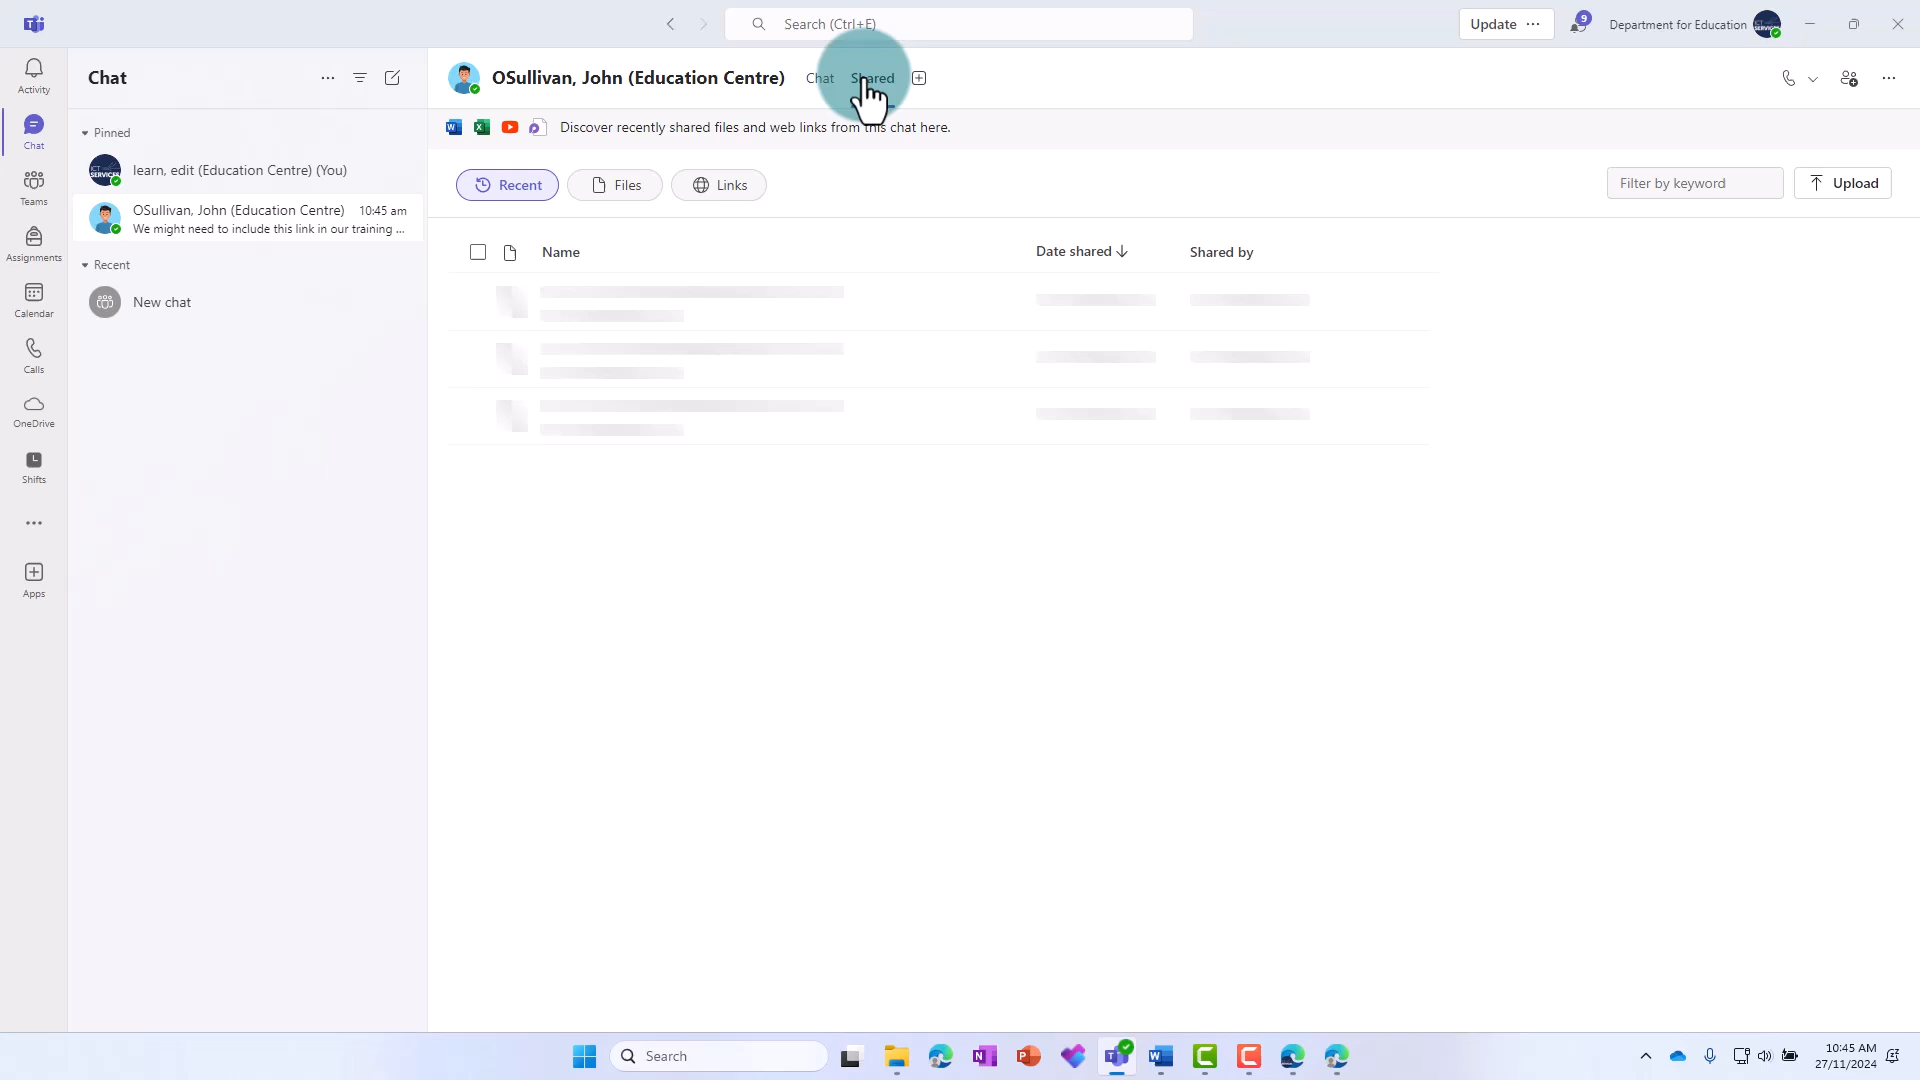 Search (Ctrl+E)
Update
9
Department for Education
Activity
Chat
Teams
Assignments
Calendar
Calls
OneDrive
Shifts
Apps
Chat
Pinned
learn, edit (Education Centre) (You)
OSullivan, John (Education Centre) 10:45 am
We might need to include this link in our training ...
Recent
New chat
OSullivan, John (Education Centre) Chat Shared
Discover recently shared files and web links from this chat here.
Recent Files Links
Filter by keyword Upload
Name Date shared Shared by
Search
10:45 AM
27/11/2024